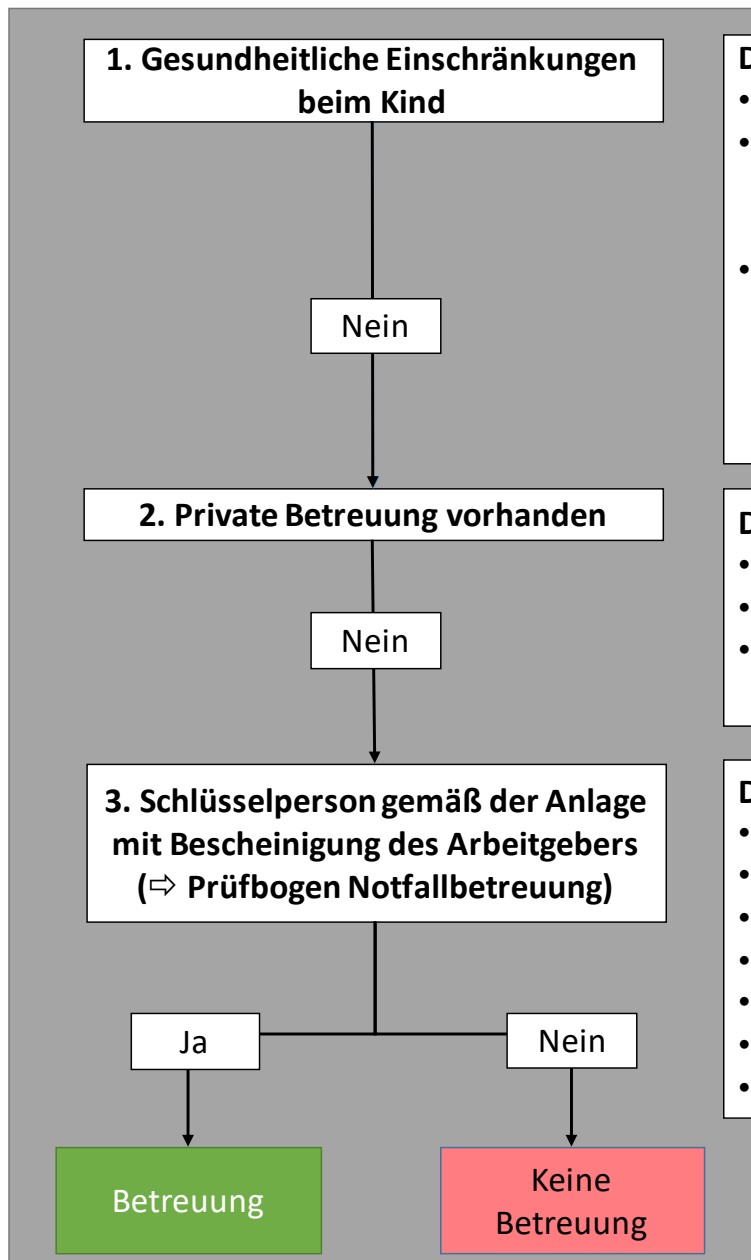 1. Gesundheitliche Einschränkungen
beim Kind
Nein
2. Private Betreuung vorhanden
Nein
3. Schlüsselperson gemäß der Anlage
mit Bescheinigung des Arbeitgebers
(⇨ Prüfbogen Notfallbetreuung)
Ja
Nein
Betreuung
Keine
Betreuung